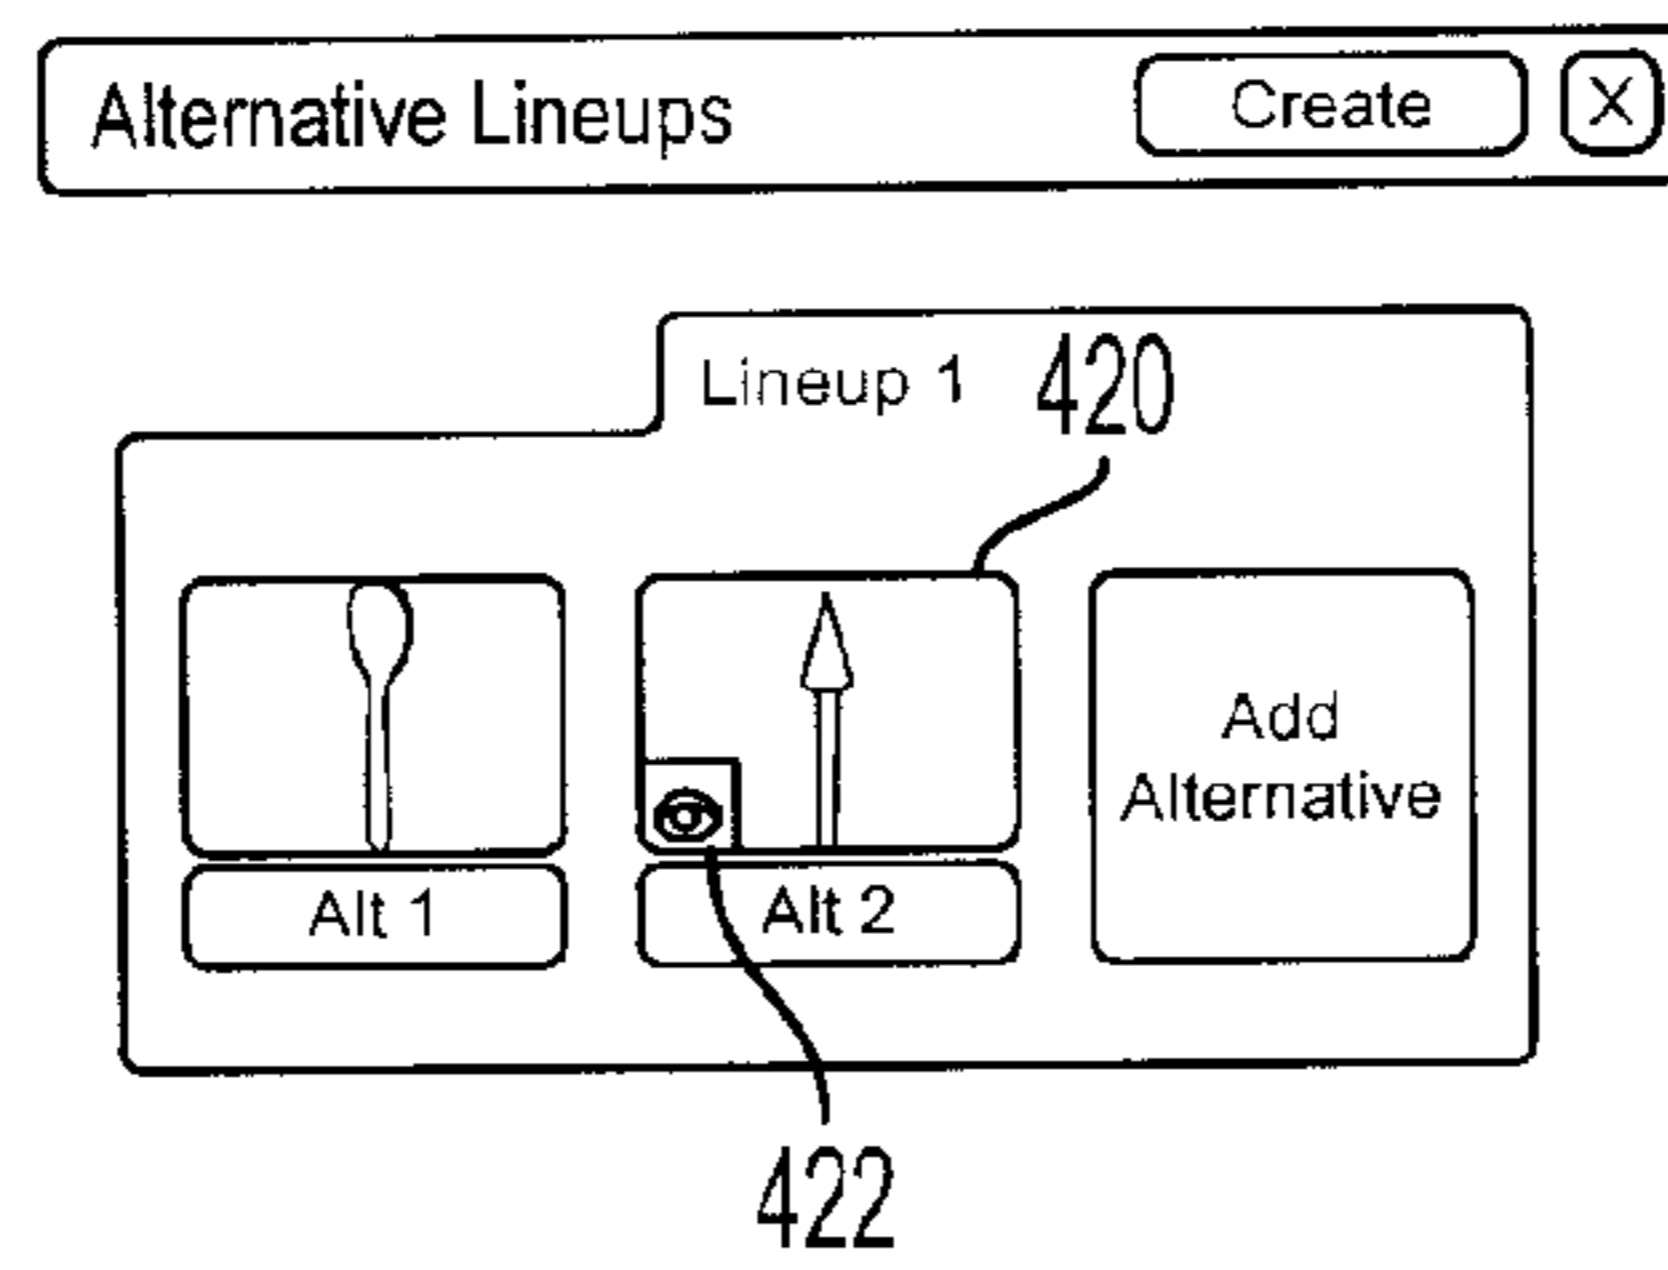 Alternative Lineups Create X
Lineup 1 420
Add
Alternative
Alt 1 Alt 2
422